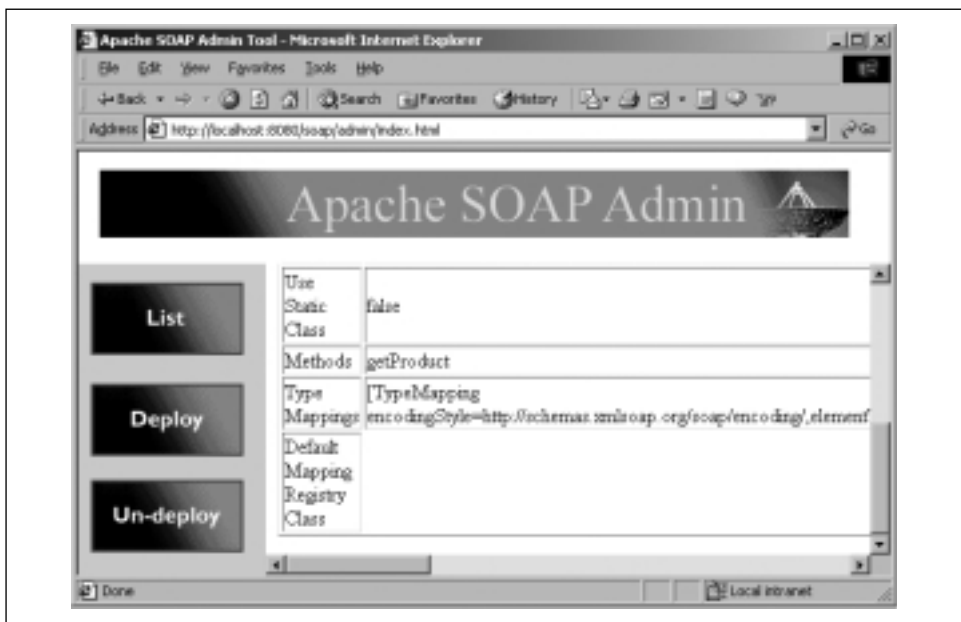 Apache SOAP Admin Tool - Microsoft Internet Explorer
File Edit View Favorites Tools Help
Back Search Favorites History
Address http://localhost:8080/soap/admin/index.html Go
Apache SOAP Admin
List
Deploy
Un-deploy
Use
Static false
Class
Methods getProduct
Type [TypeMapping
Mappings encodingStyle=http://schemas.xmlsoap.org/soap/encoding/,element
Default
Mapping
Registry
Class
Done Local intranet